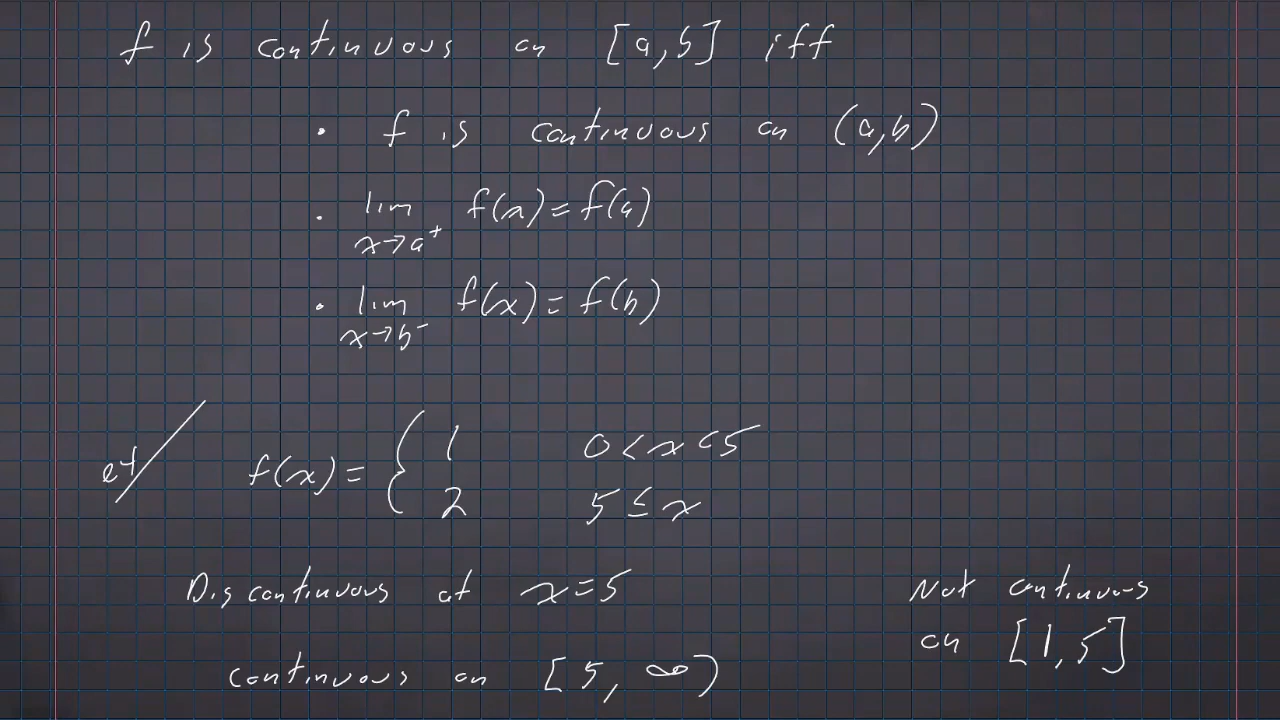 f is continuous on [a,b] iff
• f is continuous on (a,b)
• lim x→a⁺ f(x)=f(a)
• lim x→b⁻ f(x)=f(b)
ex/ f(x)= { 1 0<x<5
2 5≤x
Discontinuous at x=5
continuous on [5, ∞)
Not continuous
on [1,5]